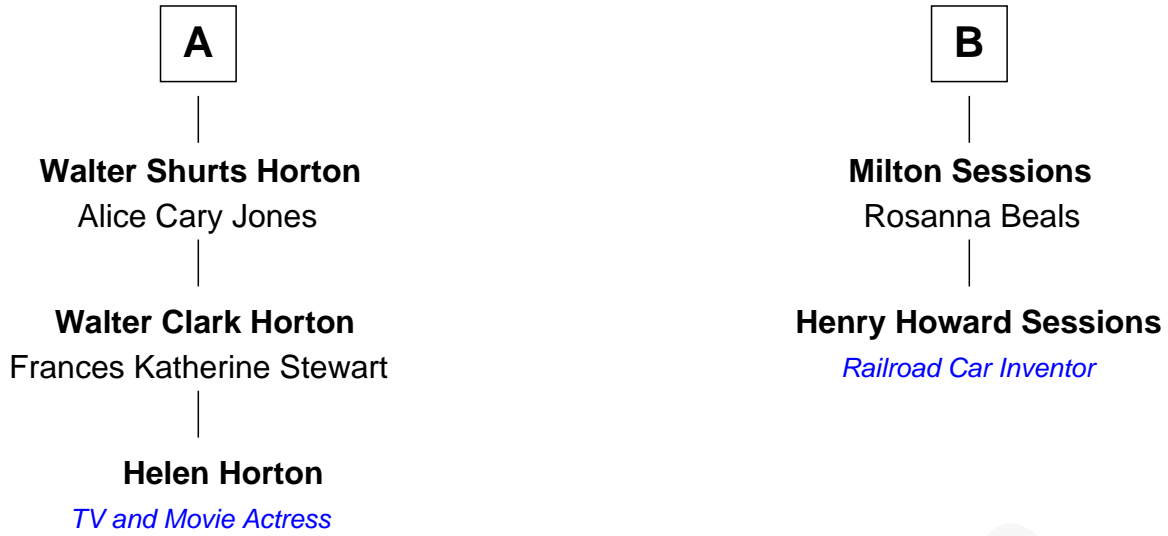 A
Walter Shurts Horton
Alice Cary Jones
Walter Clark Horton
Frances Katherine Stewart
Helen Horton
TV and Movie Actress
B
Milton Sessions
Rosanna Beals
Henry Howard Sessions
Railroad Car Inventor